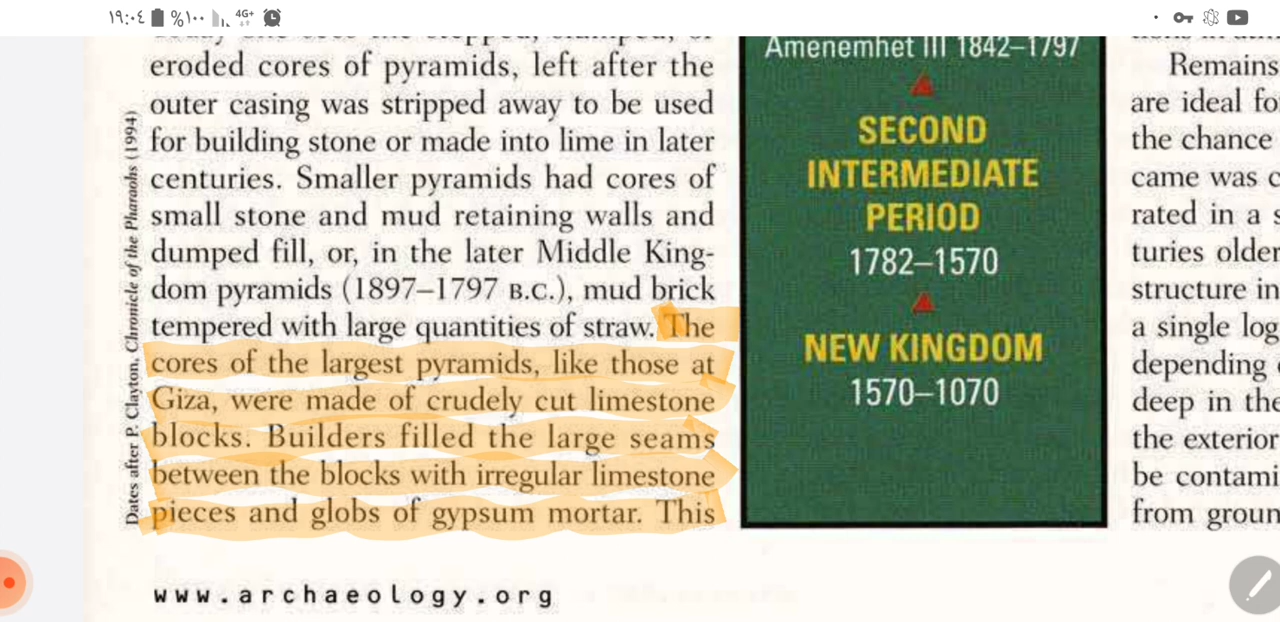 ١٩:٠٤ %١٠٠ 4G+
eroded cores of pyramids, left after the
outer casing was stripped away to be used
for building stone or made into lime in later
centuries. Smaller pyramids had cores of
small stone and mud retaining walls and
dumped fill, or, in the later Middle King-
dom pyramids (1897–1797 B.C.), mud brick
tempered with large quantities of straw. The
cores of the largest pyramids, like those at
Giza, were made of crudely cut limestone
blocks. Builders filled the large seams
between the blocks with irregular limestone
pieces and globs of gypsum mortar. This
Dates after P. Clayton, Chronicle of the Pharaohs (1994)
www.archaeology.org
Amenemhet III 1842–1797
SECOND
INTERMEDIATE
PERIOD
1782–1570
NEW KINGDOM
1570–1070
Remains
are ideal fo
the chance
came was c
rated in a s
turies older
structure in
a single log
depending
deep in the
the exterior
be contami
from groun